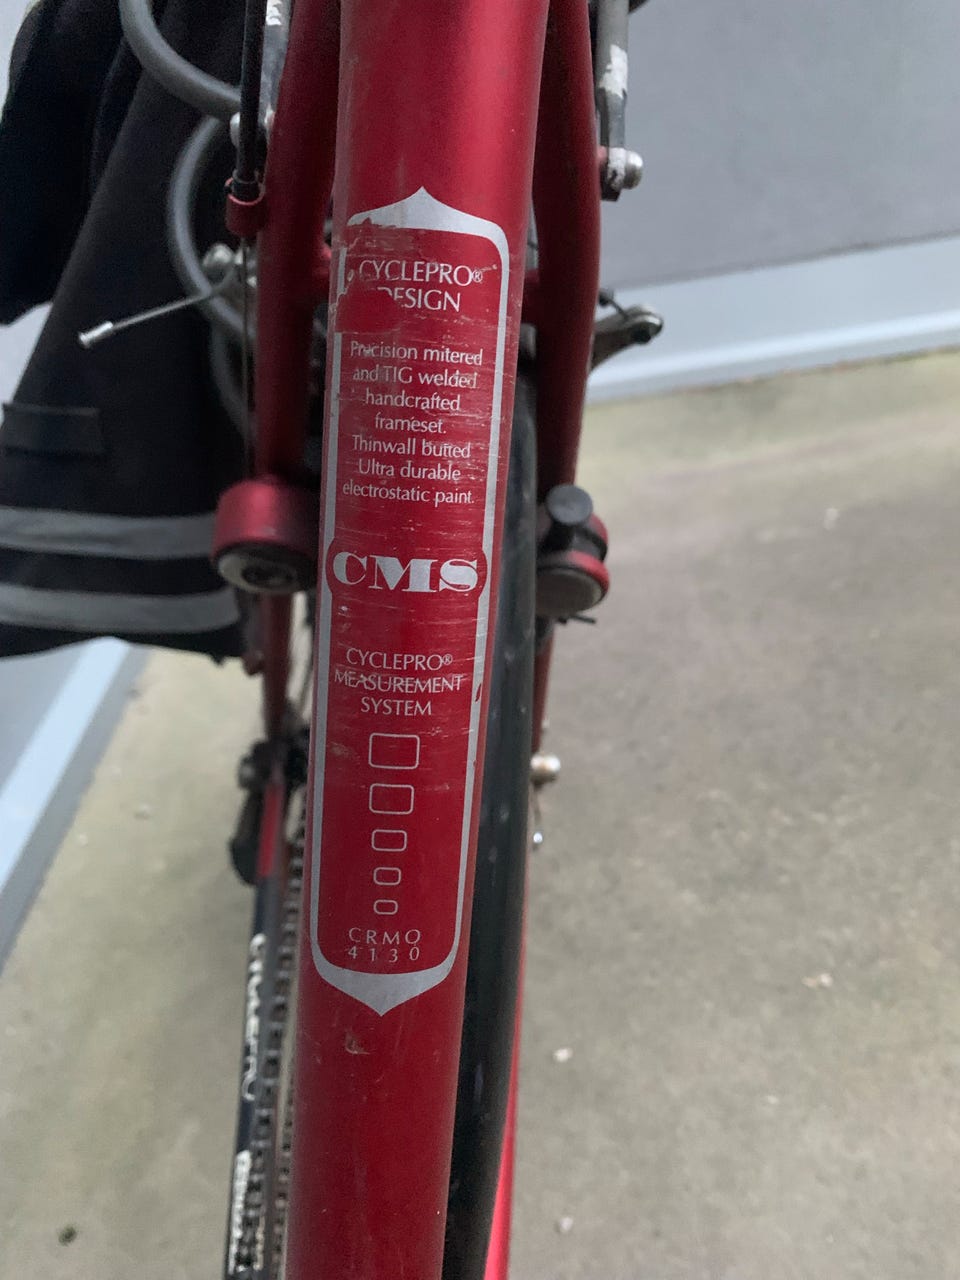 CYCLEPRO®
DESIGN
Precision mitered
and TIG welded
handcrafted
frameset.
Thinwall butted
Ultra durable
electrostatic paint.
CMS
CYCLEPRO®
MEASUREMENT
SYSTEM
CRMO
4130